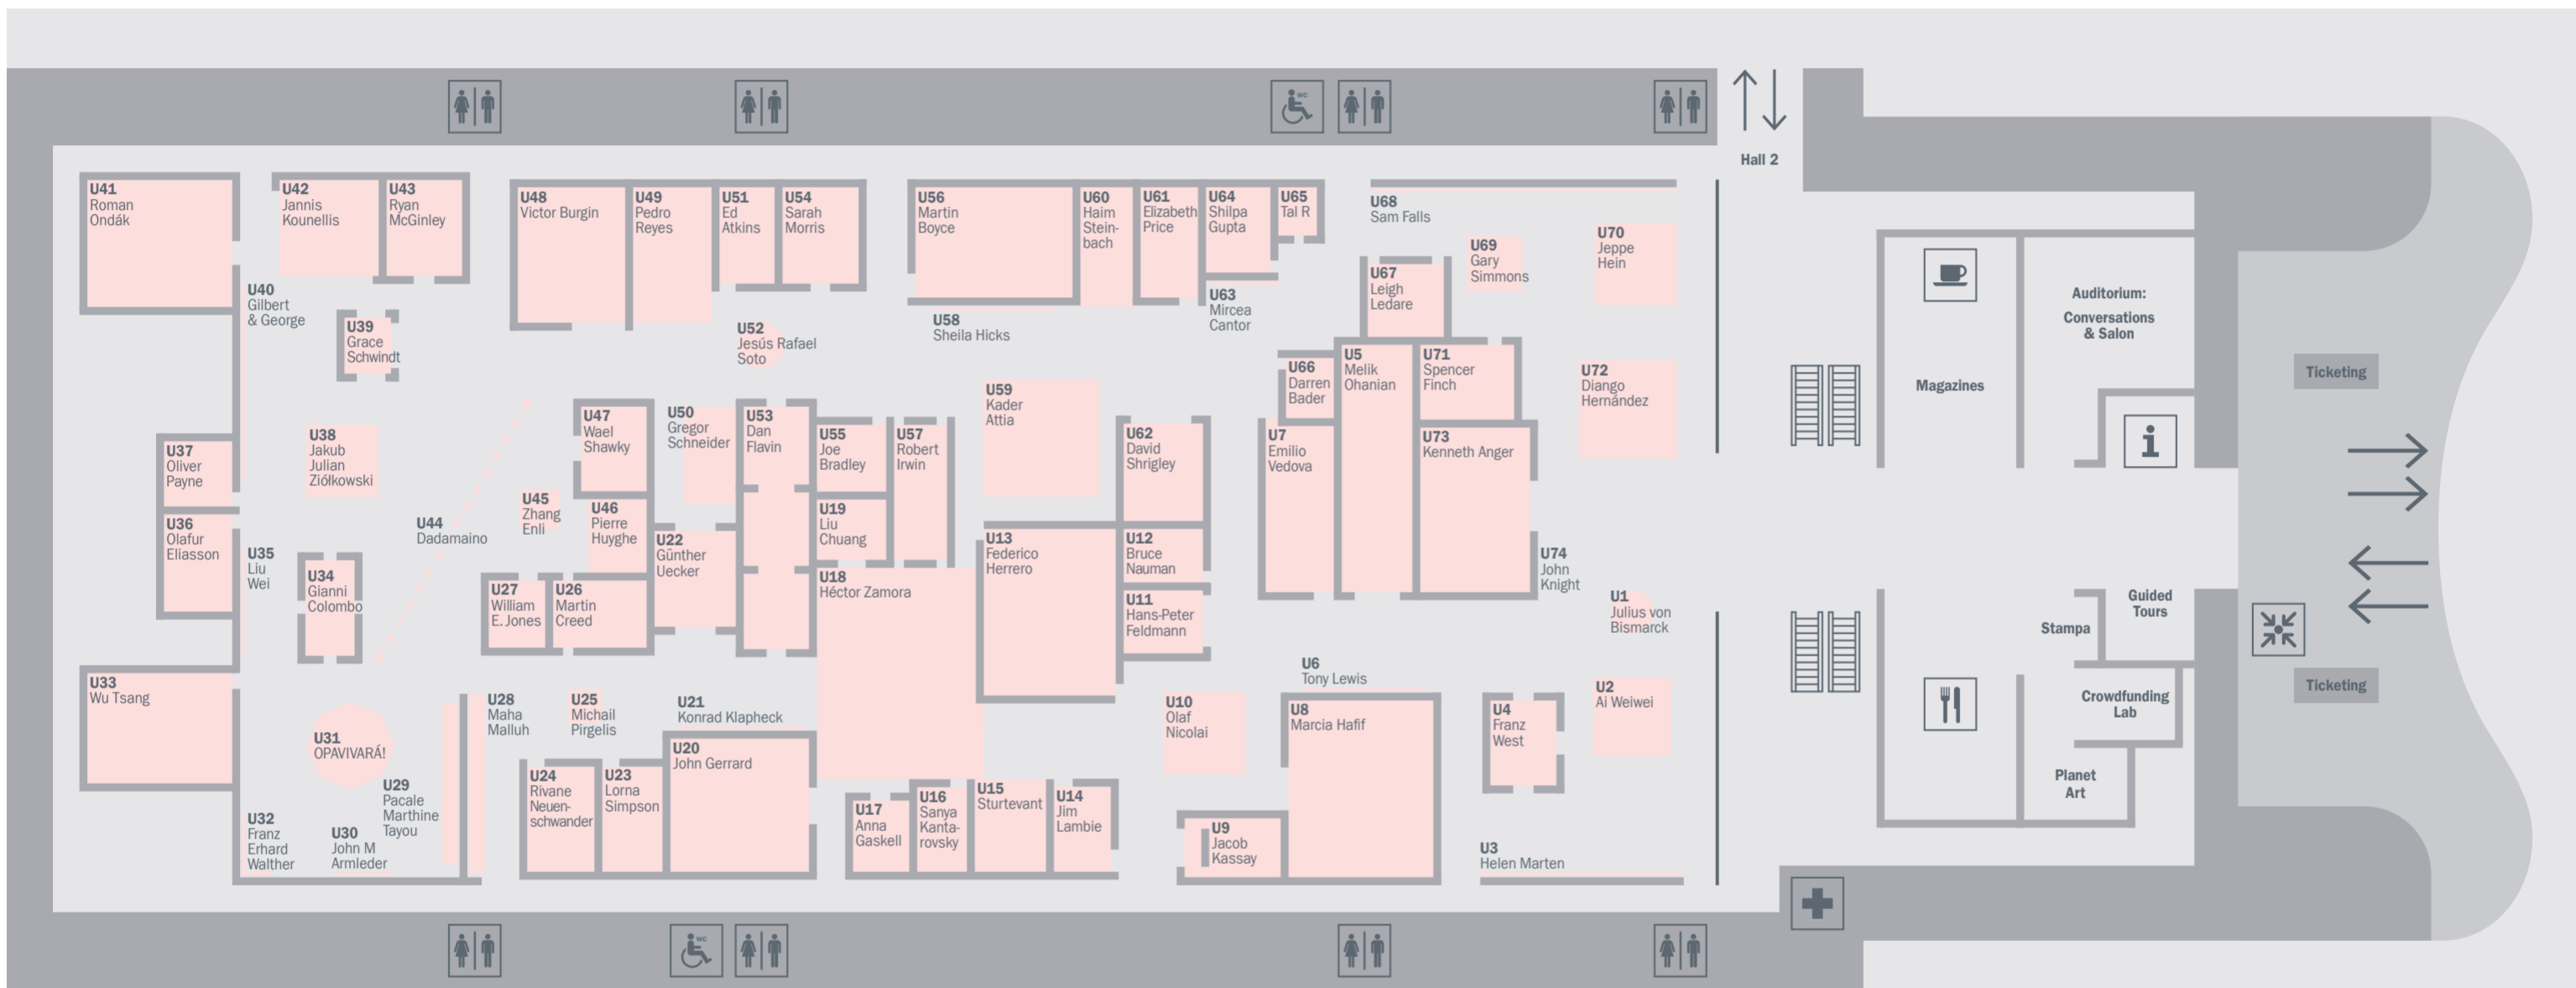 Hall 2
U41
Roman
Ondák
U42
Jannis
Kounellis
U43
Ryan
McGinley
U48
Victor Burgin
U49
Pedro
Reyes
U51
Ed
Atkins
U54
Sarah
Morris
U56
Martin
Boyce
U60
Haim
Stein-
bach
U61
Elizabeth
Price
U64
Shilpa
Gupta
U65
Tal R
U68
Sam Falls
U69
Gary
Simmons
U70
Jeppe
Hein
U40
Gilbert
& George
U39
Grace
Schwindt
U52
Jesús Rafael
Soto
U58
Sheila Hicks
U63
Mircea
Cantor
U67
Leigh
Ledare
U66
Darren
Bader
U5
Melik
Ohanian
U71
Spencer
Finch
U72
Diango
Hernández
U59
Kader
Attia
U47
Wael
Shawky
U50
Gregor
Schneider
U53
Dan
Flavin
U55
Joe
Bradley
U57
Robert
Irwin
U62
David
Shrigley
U7
Emilio
Vedova
U73
Kenneth Anger
U38
Jakub
Julian
Ziółkowski
U37
Oliver
Payne
U36
Olafur
Eliasson
U35
Liu
Wei
U34
Gianni
Colombo
U44
Dadamaino
U45
Zhang
Enli
U46
Pierre
Huyghe
U22
Günther
Uecker
U19
Liu
Chuang
U18
Héctor Zamora
U13
Federico
Herrero
U12
Bruce
Nauman
U11
Hans-Peter
Feldmann
U74
John
Knight
U1
Julius von
Bismarck
U27
William
E. Jones
U26
Martin
Creed
U33
Wu Tsang
U31
OPAVIVARÁ!
U28
Maha
Malluh
U25
Michail
Pirgelis
U21
Konrad Klapheck
U20
John Gerrard
U10
Olaf
Nicolai
U6
Tony Lewis
U8
Marcia Hafif
U4
Franz
West
U2
Ai Weiwei
U29
Pacale
Marthine
Tayou
U32
Franz
Erhard
Walther
U30
John M
Armleder
U24
Rivane
Neuen-
schwander
U23
Lorna
Simpson
U17
Anna
Gaskell
U16
Sanya
Kanta-
rovsky
U15
Sturtevant
U14
Jim
Lambie
U9
Jacob
Kassay
U3
Helen Marten
Magazines
Auditorium:
Conversations
& Salon
Ticketing
Guided
Tours
Stampa
Crowdfunding
Lab
Planet
Art
Ticketing
WC
WC